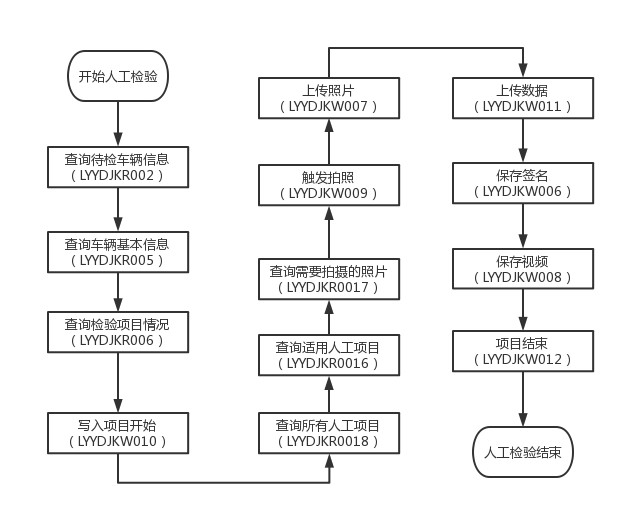 开始人工检验
查询待检车辆信息
（LYYDJKR002）
查询车辆基本信息
（LYYDJKR005）
查询检验项目情况
（LYYDJKR006）
写入项目开始
（LYYDJKW010）
查询所有人工项目
（LYYDJKR0018）
查询适用人工项目
（LYYDJKR0016）
查询需要拍摄的照片
（LYYDJKR0017）
触发拍照
（LYYDJKW009）
上传照片
（LYYDJKW007）
上传数据
（LYYDJKW011）
保存签名
（LYYDJKW006）
保存视频
（LYYDJKW008）
项目结束
（LYYDJKW012）
人工检验结束